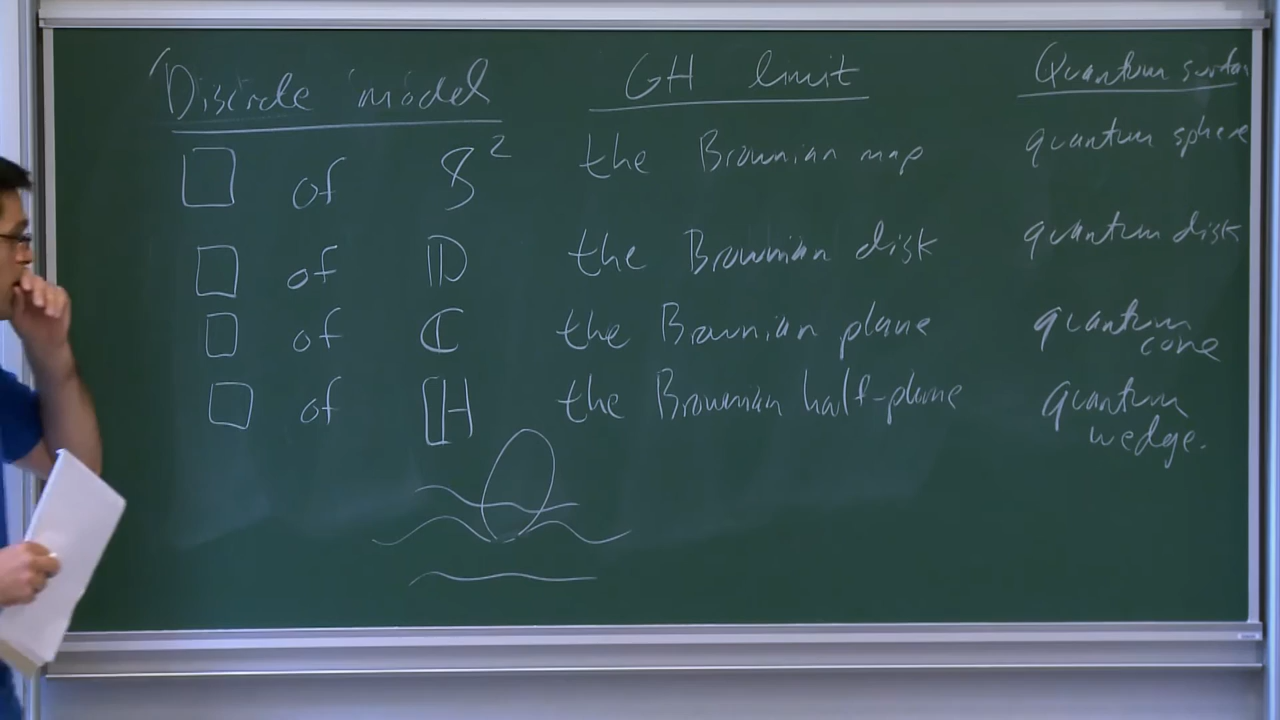 Discrete model GH limit Quantum surfa
□ of S² the Brownian map quantum sphere
□ of D the Brownian disk quantum disk
□ of C the Brownian plane quantum cone
□ of H the Brownian half-plane quantum wedge.